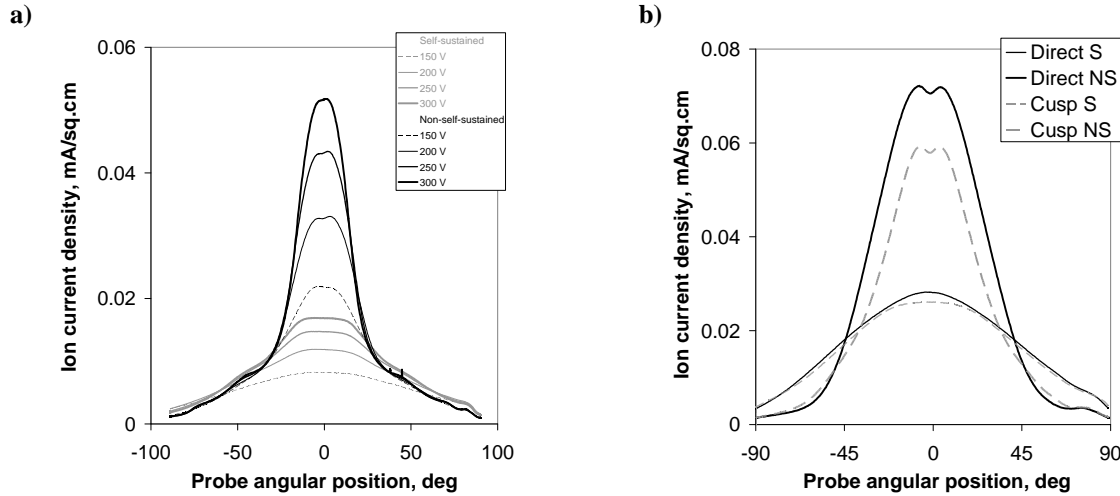 a)
0.06
0.04
0.02
0
-100
-50
0
50
100
Ion current density, mA/sq.cm
Probe angular position, deg
Self-sustained
150 V
200 V
250 V
300 V
Non-self-sustained
150 V
200 V
250 V
300 V
b)
0.08
0.06
0.04
0.02
0
-90
-45
0
45
90
Ion current density, mA/sq.cm
Probe angular position, deg
Direct S
Direct NS
Cusp S
Cusp NS